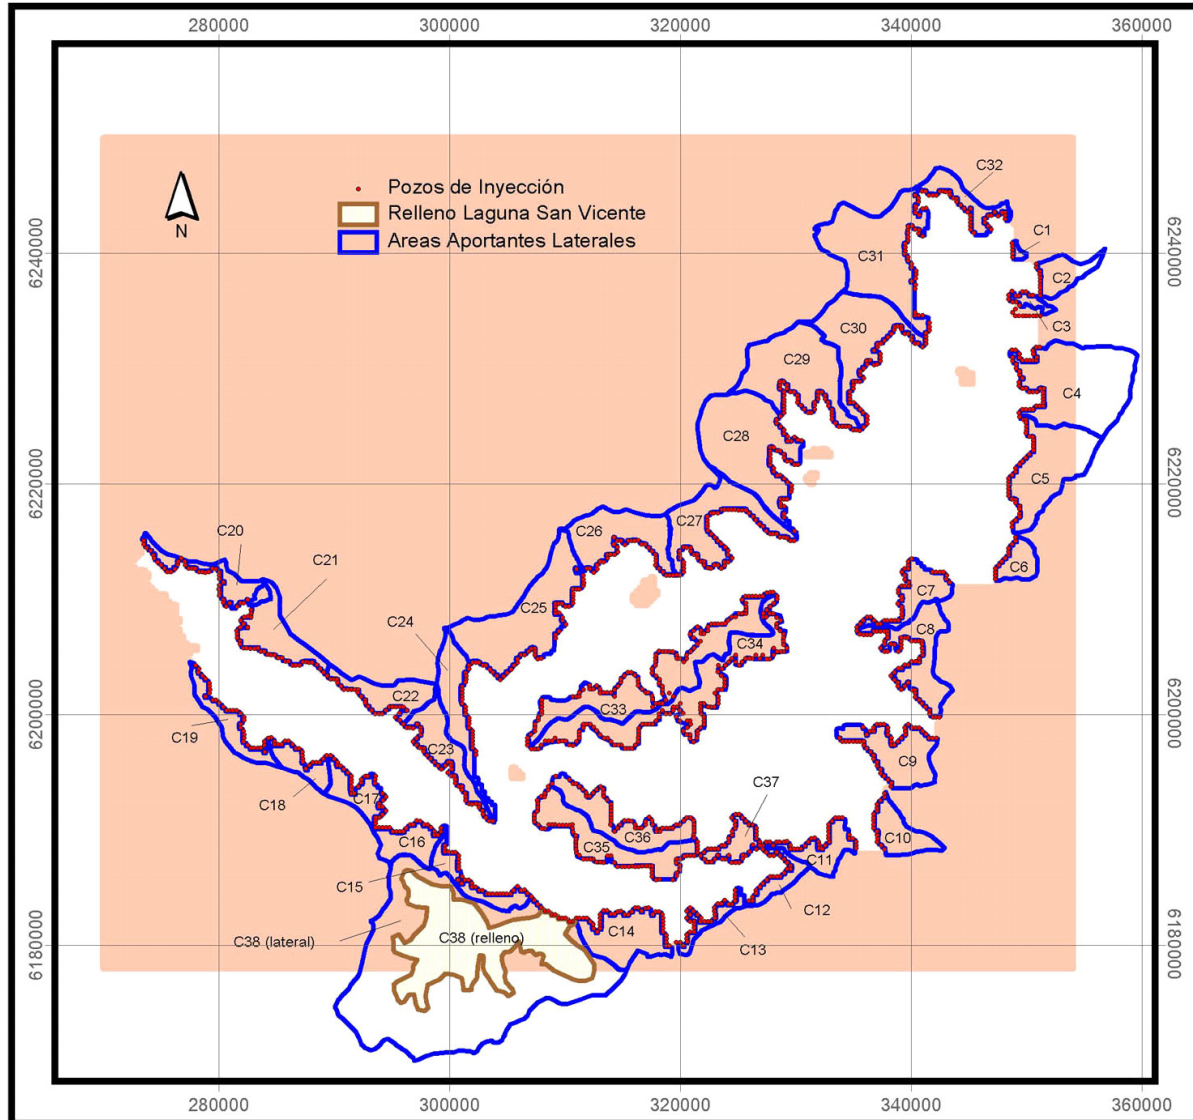 280000 300000 320000 340000 360000
Pozos de Inyección
Relleno Laguna San Vicente
Areas Aportantes Laterales
N
C32
C1
6240000 6240000
C31
C2
C3
C30
C29
C4
C28
C5
6220000 6220000
C27
C26
C20
C21
C6
C7
C25
C24
C8
C34
C22
C33
6200000 6200000
C19
C23
C9
C37
C18
C17
C36
C10
C35
C16
C11
C15
C12
C14
C13
C38 (lateral)
C38 (relleno)
6180000 6180000
280000 300000 320000 340000 360000